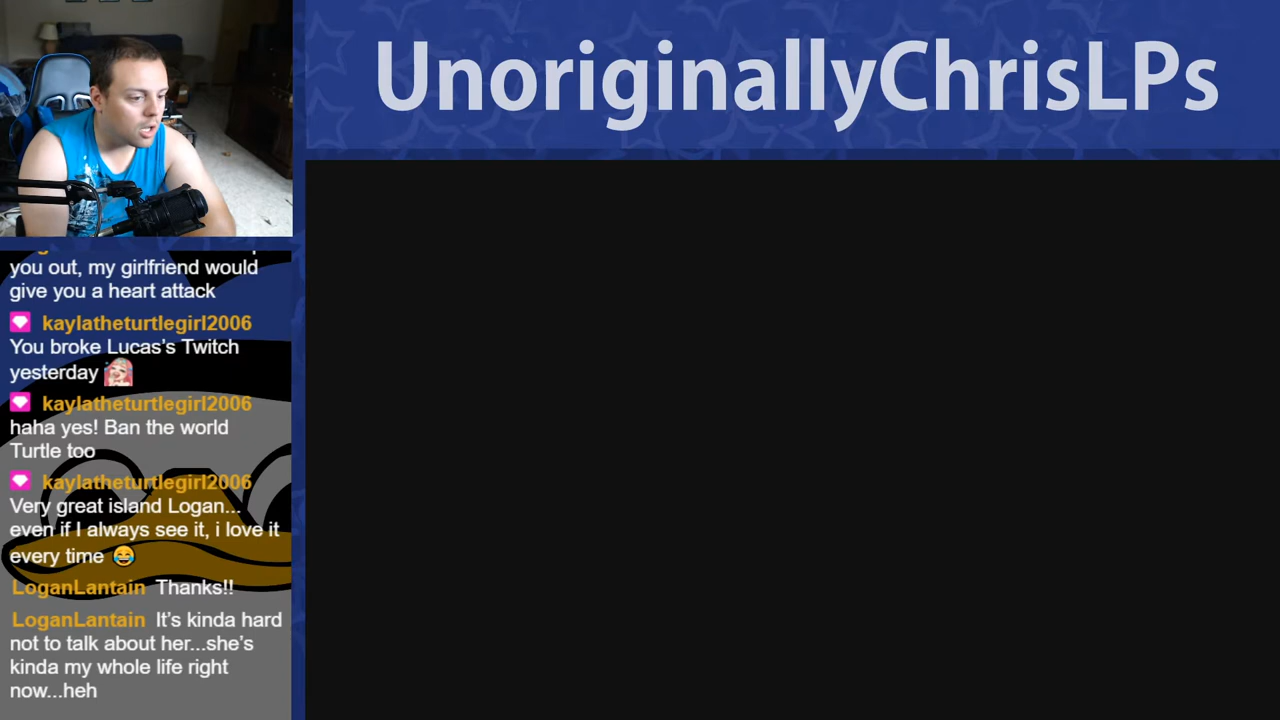 UnoriginallyChrisLPs
you out, my girlfriend would
give you a heart attack
kaylatheturtlegirl2006
You broke Lucas's Twitch
yesterday
kaylatheturtlegirl2006
haha yes! Ban the world
Turtle too
kaylatheturtlegirl2006
Very great island Logan...
even if I always see it, i love it
every time 😂
LoganLantain Thanks!!
LoganLantain It's kinda hard
not to talk about her...she's
kinda my whole life right
now...heh